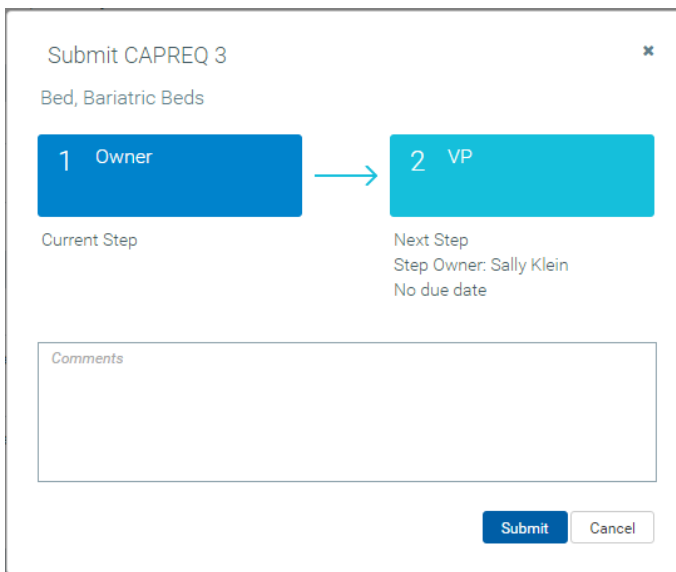 Submit CAPREQ 3
Bed, Bariatric Beds
1 Owner
2 VP
Current Step
Next Step
Step Owner: Sally Klein
No due date
Comments
Submit
Cancel